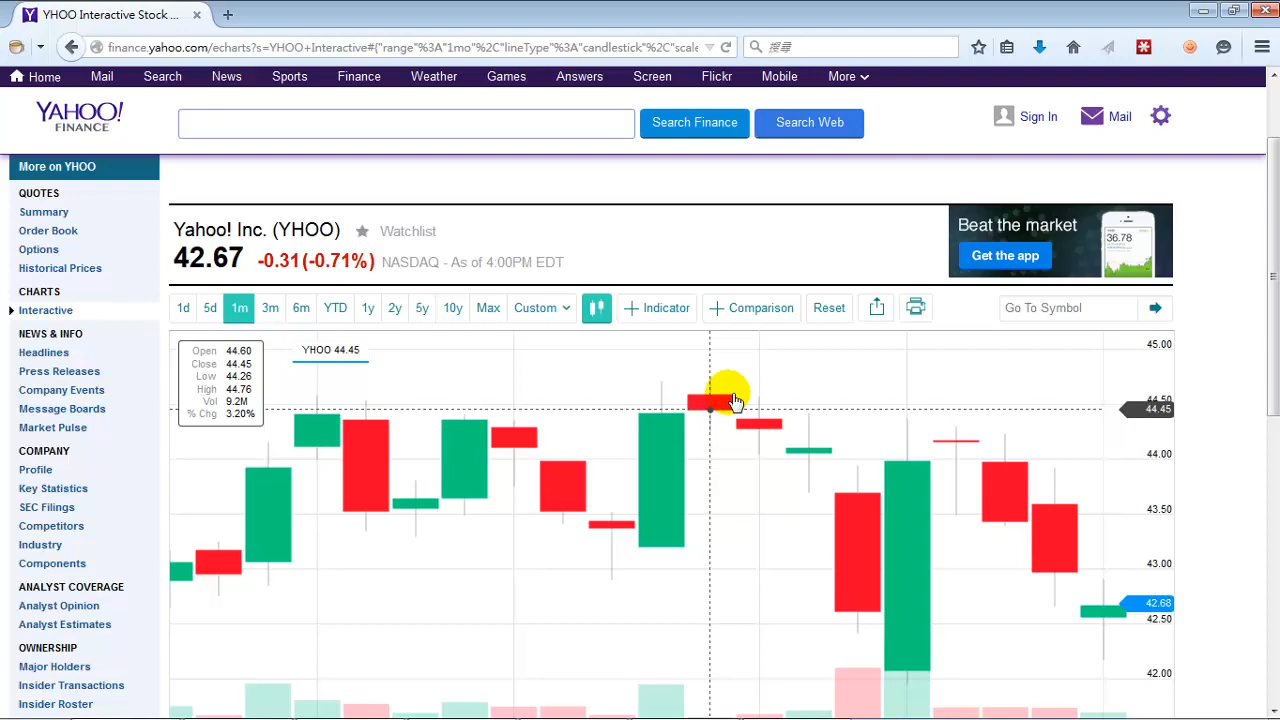 YHOO Interactive Stock ...
finance.yahoo.com/echarts?s=YHOO+Interactive#{"range"%3A"1mo"%2C"lineType"%3A"candlestick"%2C"scale
搜尋
Home Mail Search News Sports Finance Weather Games Answers Screen Flickr Mobile More
YAHOO!
FINANCE
Search Finance
Search Web
Sign In
Mail
More on YHOO
QUOTES
Summary
Order Book
Options
Historical Prices
CHARTS
Interactive
NEWS & INFO
Headlines
Press Releases
Company Events
Message Boards
Market Pulse
COMPANY
Profile
Key Statistics
SEC Filings
Competitors
Industry
Components
ANALYST COVERAGE
Analyst Opinion
Analyst Estimates
OWNERSHIP
Major Holders
Insider Transactions
Insider Roster
Yahoo! Inc. (YHOO) Watchlist
42.67 -0.31(-0.71%) NASDAQ - As of 4:00PM EDT
Beat the market
Get the app
36.78
1d 5d 1m 3m 6m YTD 1y 2y 5y 10y Max Custom Indicator Comparison Reset
Go To Symbol
Open 44.60
Close 44.45
Low 44.26
High 44.76
Vol 9.2M
% Chg 3.20%
YHOO 44.45
45.00
44.50
44.45
44.00
43.50
43.00
42.68
42.50
42.00